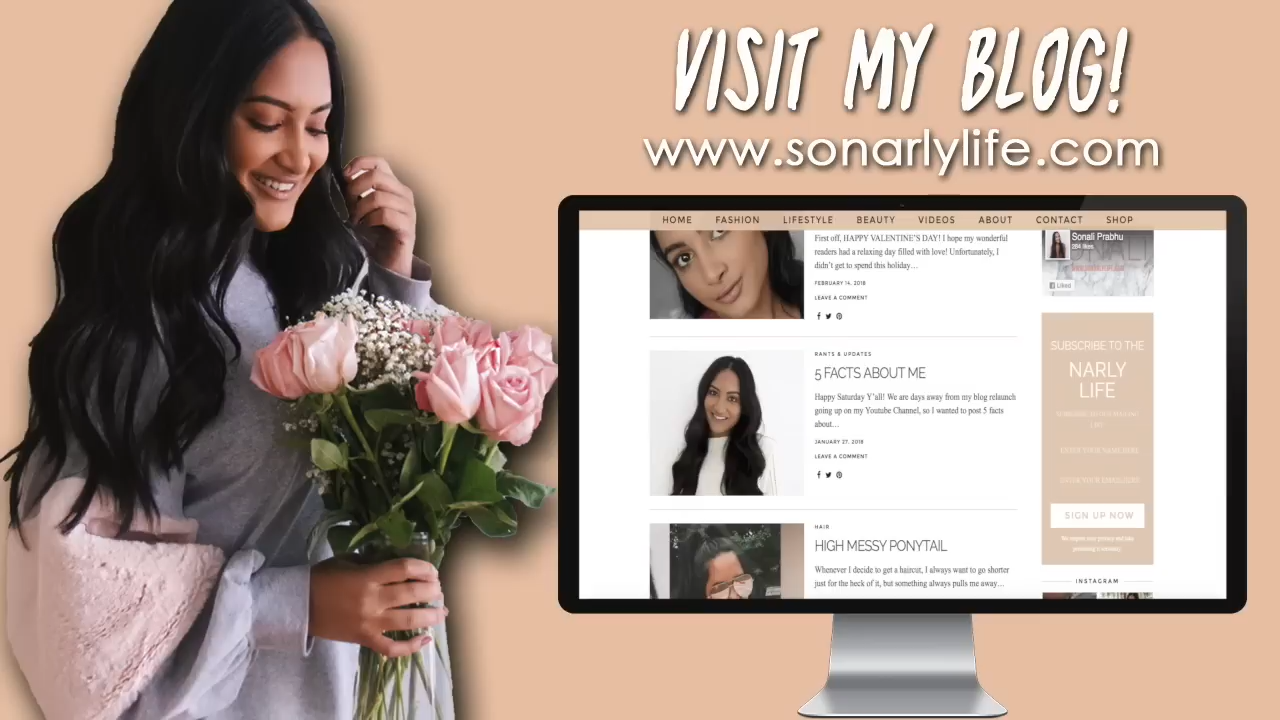 VISIT MY BLOG!
www.sonarlylife.com
HOME FASHION LIFESTYLE BEAUTY VIDEOS ABOUT CONTACT SHOP
First off, HAPPY VALENTINE'S DAY! I hope my wonderful
readers had a relaxing day filled with love! Unfortunately, I
didn't get to spend this holiday…
FEBRUARY 14, 2018
LEAVE A COMMENT
RANTS & UPDATES
5 FACTS ABOUT ME
Happy Saturday Y'all! We are days away from my blog relaunch
going up on my Youtube Channel, so I wanted to post 5 facts
about…
JANUARY 27, 2018
LEAVE A COMMENT
HAIR
HIGH MESSY PONYTAIL
Whenever I decide to get a haircut, I always want to go shorter
just for the heck of it, but something always pulls me away…
Sonali Prabhu
284 likes
Liked
SUBSCRIBE TO THE
NARLY
LIFE
SIGN UP NOW
INSTAGRAM